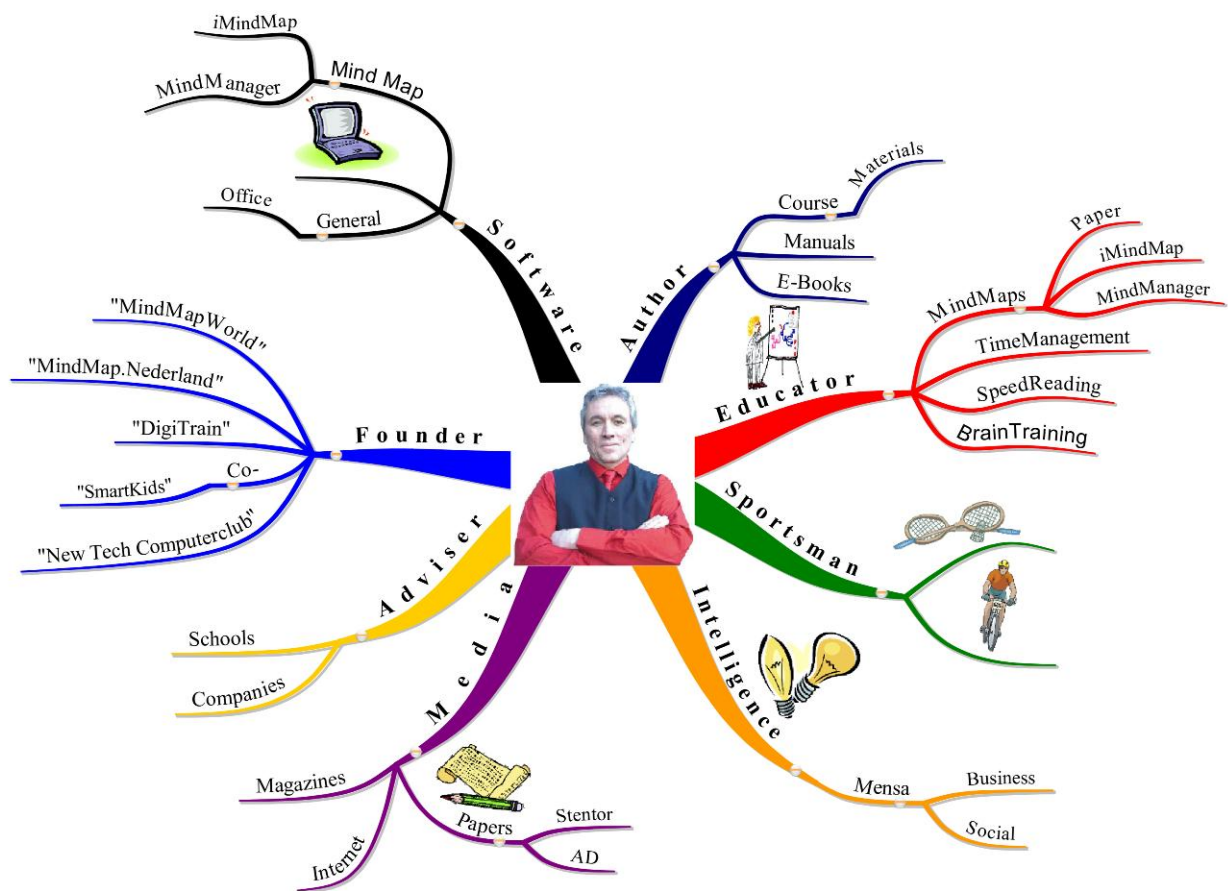 iMindMap
MindManager
Mind Map
Office
General
Software
Author
Course
Materials
Manuals
E-Books
Educator
MindMaps
Paper
iMindMap
MindManager
TimeManagement
SpeedReading
BrainTraining
Sportsman
Intelligence
Mensa
Business
Social
Media
Magazines
Internet
Papers
Stentor
AD
Adviser
Schools
Companies
Founder
"MindMapWorld"
"MindMap.Nederland"
"DigiTrain"
Co-
"SmartKids"
"New Tech Computerclub"